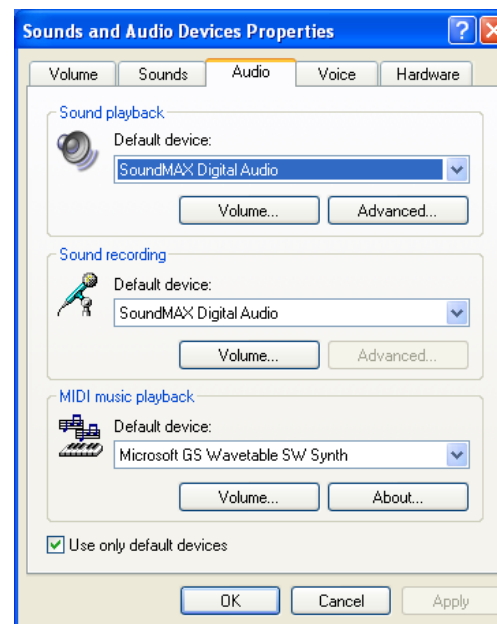 Sounds and Audio Devices Properties
Volume Sounds Audio Voice Hardware
Sound playback
Default device:
SoundMAX Digital Audio
Volume... Advanced...
Sound recording
Default device:
SoundMAX Digital Audio
Volume... Advanced...
MIDI music playback
Default device:
Microsoft GS Wavetable SW Synth
Volume... About...
Use only default devices
OK Cancel Apply